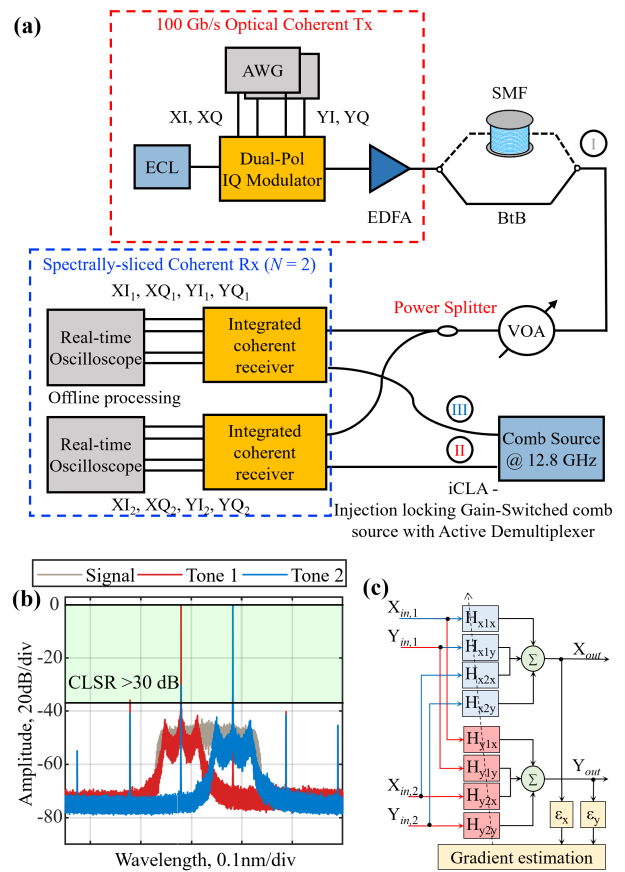 (a)
100 Gb/s Optical Coherent Tx
AWG
XI, XQ
YI, YQ
SMF
I
ECL
Dual-Pol
IQ Modulator
EDFA
BtB
Spectrally-sliced Coherent Rx (N = 2)
XI1, XQ1, YI1, YQ1
Power Splitter
Real-time
Oscilloscope
Integrated
coherent
receiver
VOA
Offline processing
III
Real-time
Oscilloscope
Integrated
coherent
receiver
II
Comb Source
@ 12.8 GHz
XI2, XQ2, YI2, YQ2
iCLA -
Injection locking Gain-Switched comb
source with Active Demultiplexer
Signal Tone 1 Tone 2
(b)
0
-20
CLSR >30 dB
-40
-60
-80
Amplitude, 20dB/div
Wavelength, 0.1nm/div
(c)
Xin,1
Yin,1
Hx1x
Hx1y
Hx2x
Hx2y
Σ
Xout
Hy1x
Hy1y
Hy2x
Hy2y
Xin,2
Yin,2
Σ
Yout
εx
εy
Gradient estimation